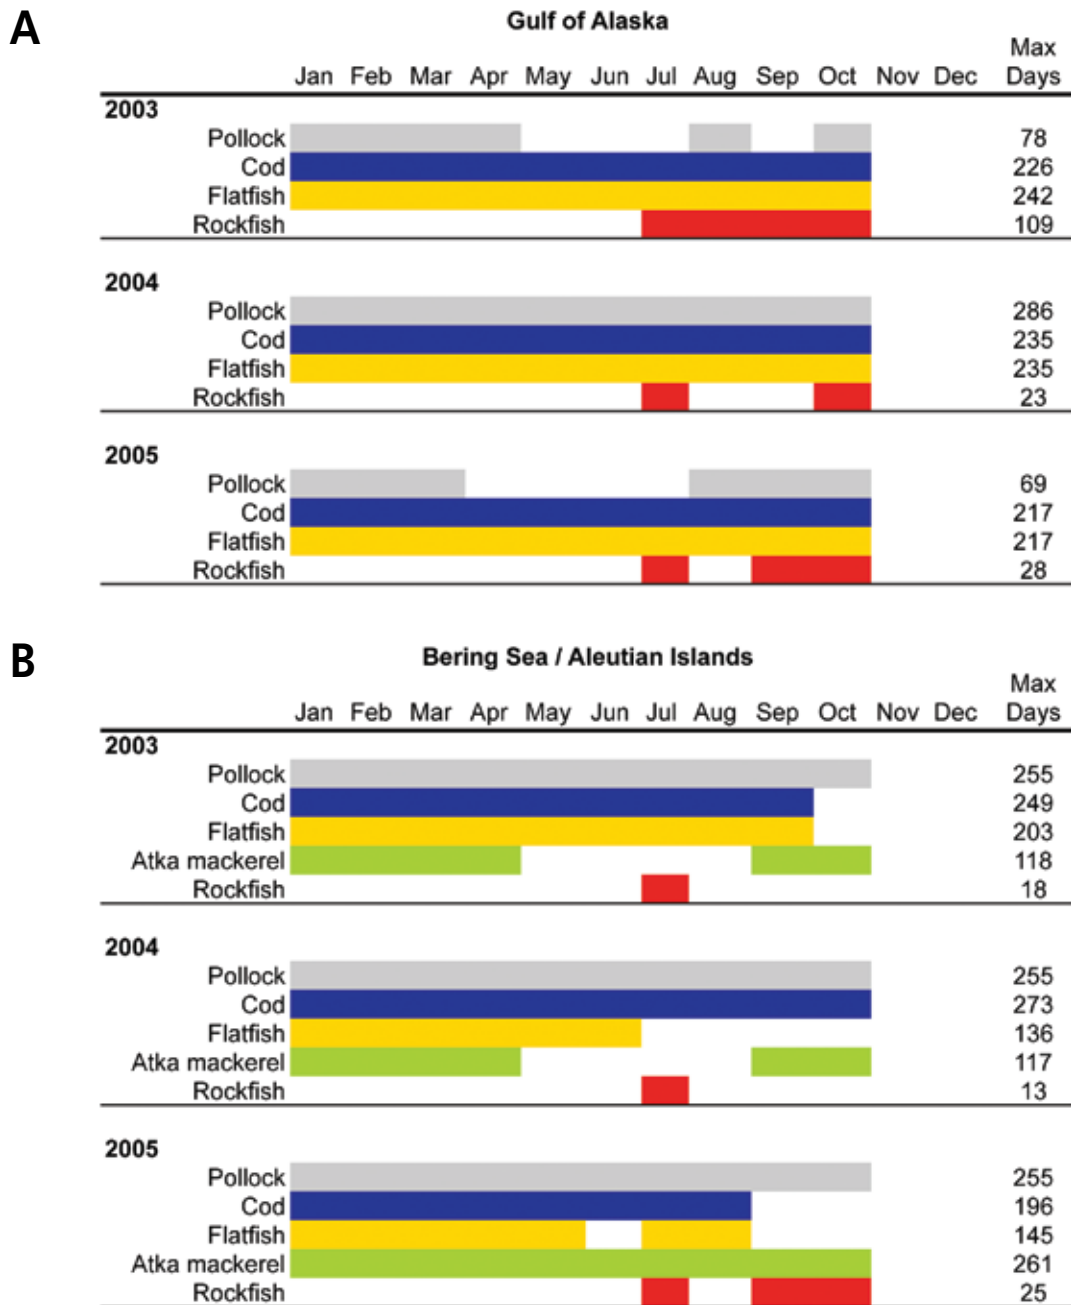 A
Gulf of Alaska
Max
Jan Feb Mar Apr May Jun Jul Aug Sep Oct Nov Dec Days
2003
Pollock 78
Cod 226
Flatfish 242
Rockfish 109
2004
Pollock 286
Cod 235
Flatfish 235
Rockfish 23
2005
Pollock 69
Cod 217
Flatfish 217
Rockfish 28
B
Bering Sea / Aleutian Islands
Max
Jan Feb Mar Apr May Jun Jul Aug Sep Oct Nov Dec Days
2003
Pollock 255
Cod 249
Flatfish 203
Atka mackerel 118
Rockfish 18
2004
Pollock 255
Cod 273
Flatfish 136
Atka mackerel 117
Rockfish 13
2005
Pollock 255
Cod 196
Flatfish 145
Atka mackerel 261
Rockfish 25